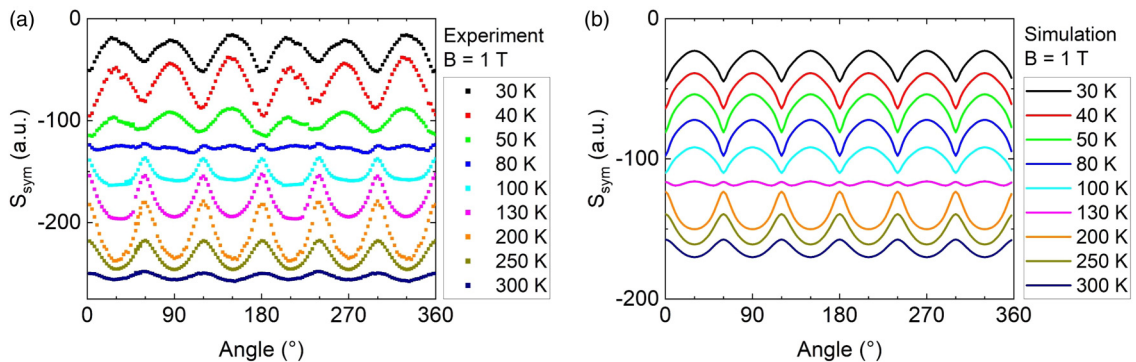 (a)
0
-100
-200
S_sym (a.u.)
0 90 180 270 360
Angle (°)
Experiment
B = 1 T
30 K
40 K
50 K
80 K
100 K
130 K
200 K
250 K
300 K
(b)
0
-100
-200
S_sym (a.u.)
0 90 180 270 360
Angle (°)
Simulation
B = 1 T
30 K
40 K
50 K
80 K
100 K
130 K
200 K
250 K
300 K